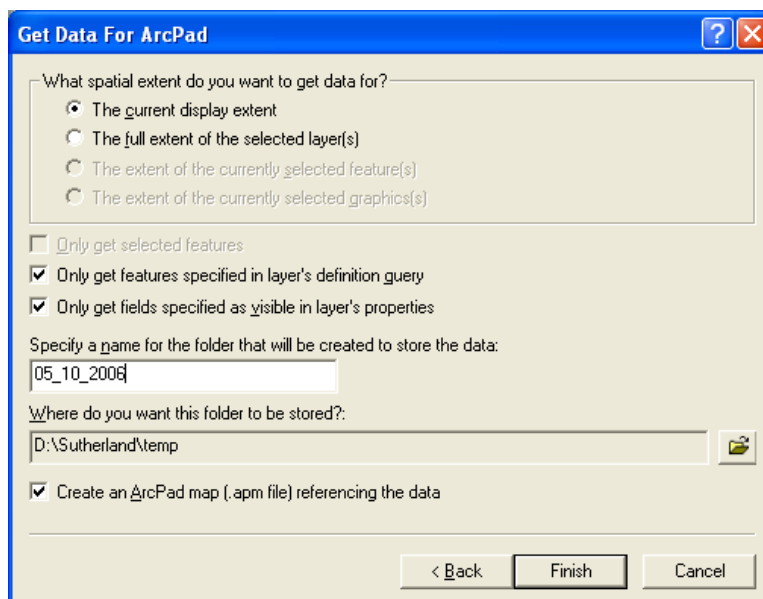 Get Data For ArcPad
What spatial extent do you want to get data for?
The current display extent
The full extent of the selected layer(s)
The extent of the currently selected feature(s)
The extent of the currently selected graphics(s)
Only get selected features
Only get features specified in layer's definition query
Only get fields specified as visible in layer's properties
Specify a name for the folder that will be created to store the data:
05_10_2006
Where do you want this folder to be stored?:
D:\Sutherland\temp
Create an ArcPad map (.apm file) referencing the data
< Back Finish Cancel